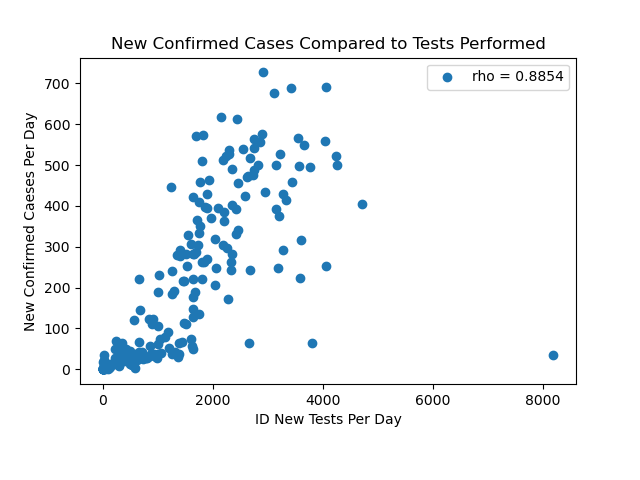 New Confirmed Cases Compared to Tests Performed
rho = 0.8854
700
600
500
400
300
200
100
0
New Confirmed Caeses Per Day
0 2000 4000 6000 8000
ID New Tests Per Day